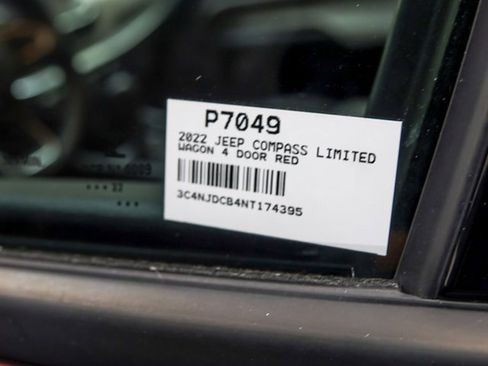 P7049
2022 JEEP COMPASS LIMITED
WAGON 4 DOOR RED
3C4NJDCB4NT174395